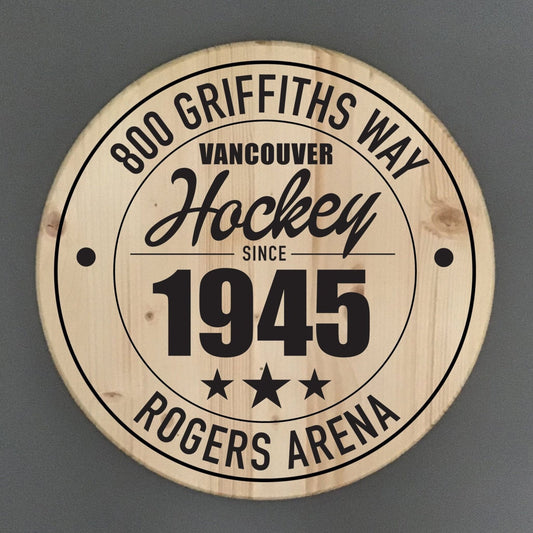 800 GRIFFITHS WAY
VANCOUVER
Hockey
SINCE
1945
ROGERS ARENA